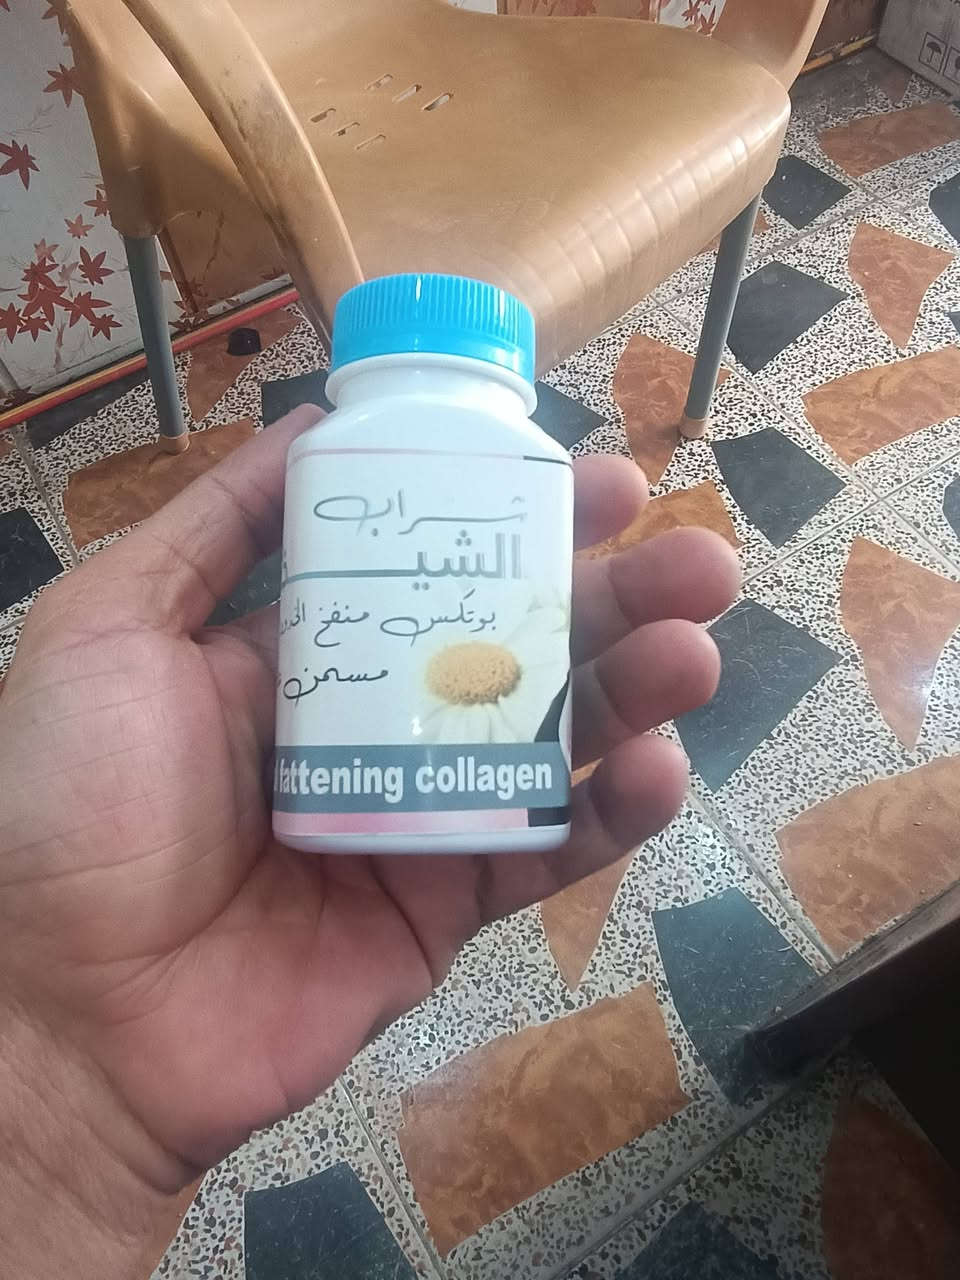 شراب
بوتكس منفخ
مسمن
fattening collagen